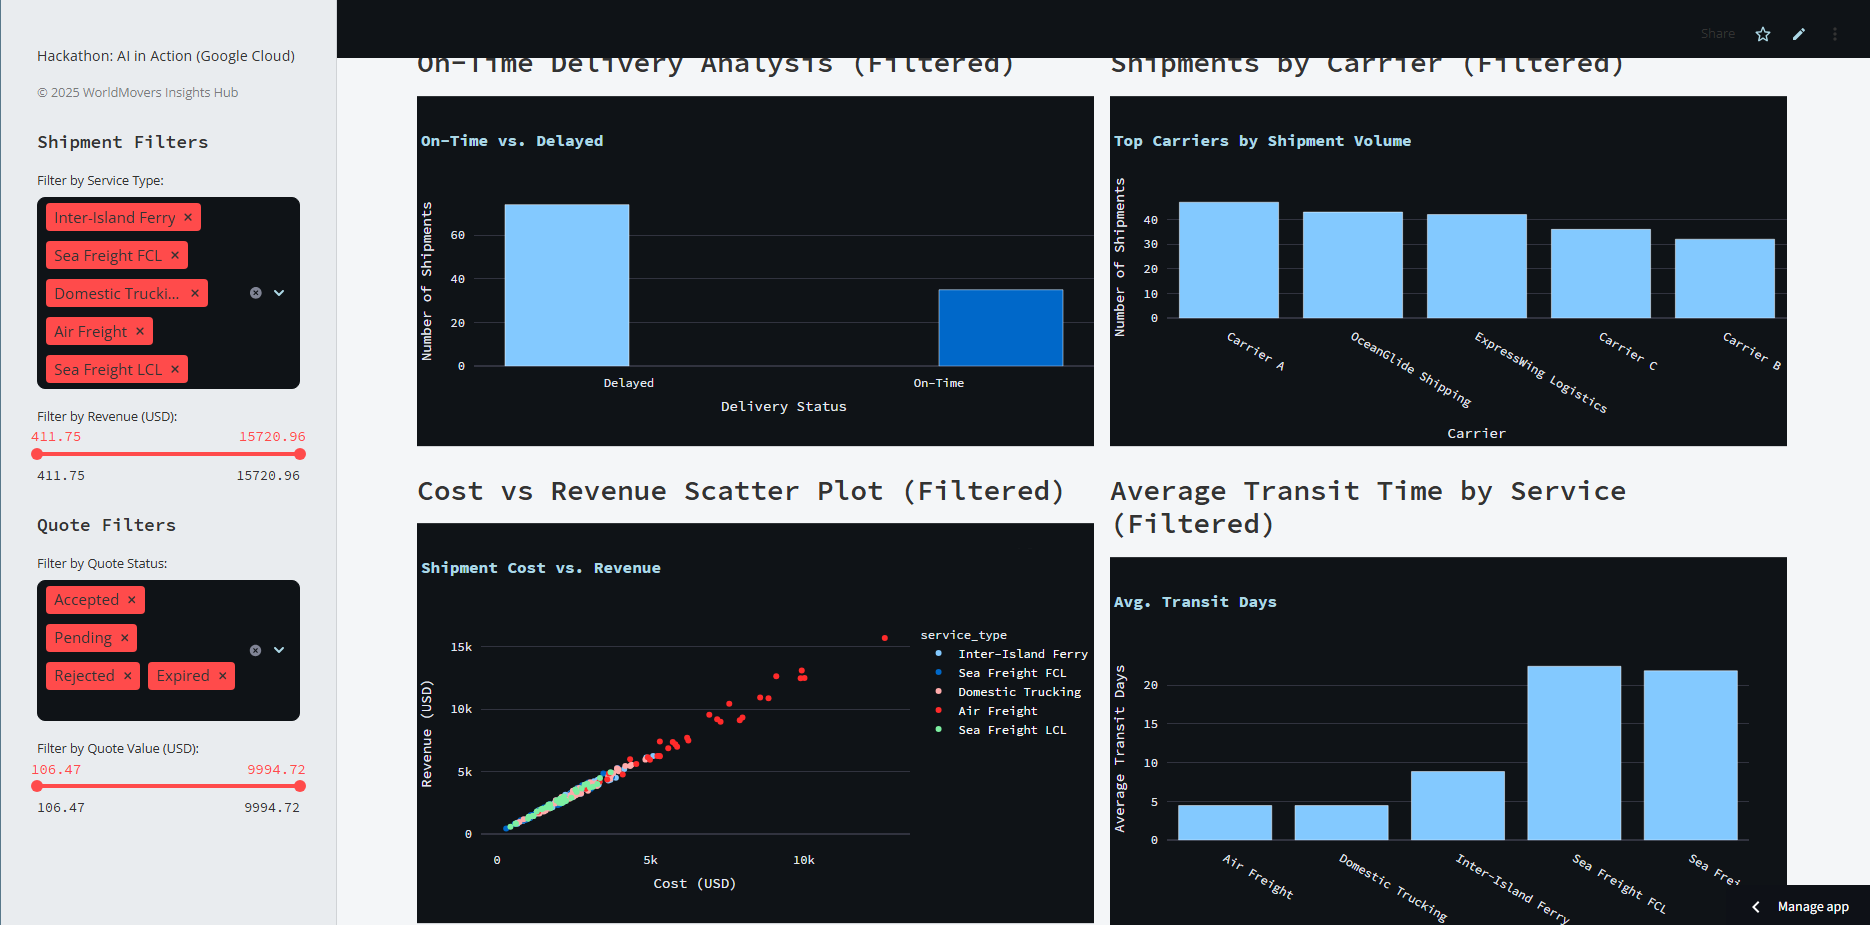 Hackathon: AI in Action (Google Cloud)
© 2025 WorldMovers Insights Hub
Shipment Filters
Filter by Service Type:
Inter-Island Ferry ×
Sea Freight FCL ×
Domestic Trucki... ×
Air Freight ×
Sea Freight LCL ×
Filter by Revenue (USD):
411.75 15720.96
411.75 15720.96
Quote Filters
Filter by Quote Status:
Accepted ×
Pending ×
Rejected × Expired ×
Filter by Quote Value (USD):
106.47 9994.72
106.47 9994.72
Share
On-Time Delivery Analysis (Filtered)
On-Time vs. Delayed
Number of Shipments
60
40
20
0
Delayed On-Time
Delivery Status
Shipments by Carrier (Filtered)
Top Carriers by Shipment Volume
Number of Shipments
40
30
20
10
0
Carrier A
OceanGlide Shipping
ExpressWing Logistics
Carrier C
Carrier B
Carrier
Cost vs Revenue Scatter Plot (Filtered)
Shipment Cost vs. Revenue
Revenue (USD)
15k
10k
5k
0
0 5k 10k
Cost (USD)
service_type
Inter-Island Ferry
Sea Freight FCL
Domestic Trucking
Air Freight
Sea Freight LCL
Average Transit Time by Service
(Filtered)
Avg. Transit Days
Average Transit Days
20
15
10
5
0
Air Freight
Domestic Trucking
Inter-Island Ferry
Sea Freight FCL
Sea Frei
Manage app